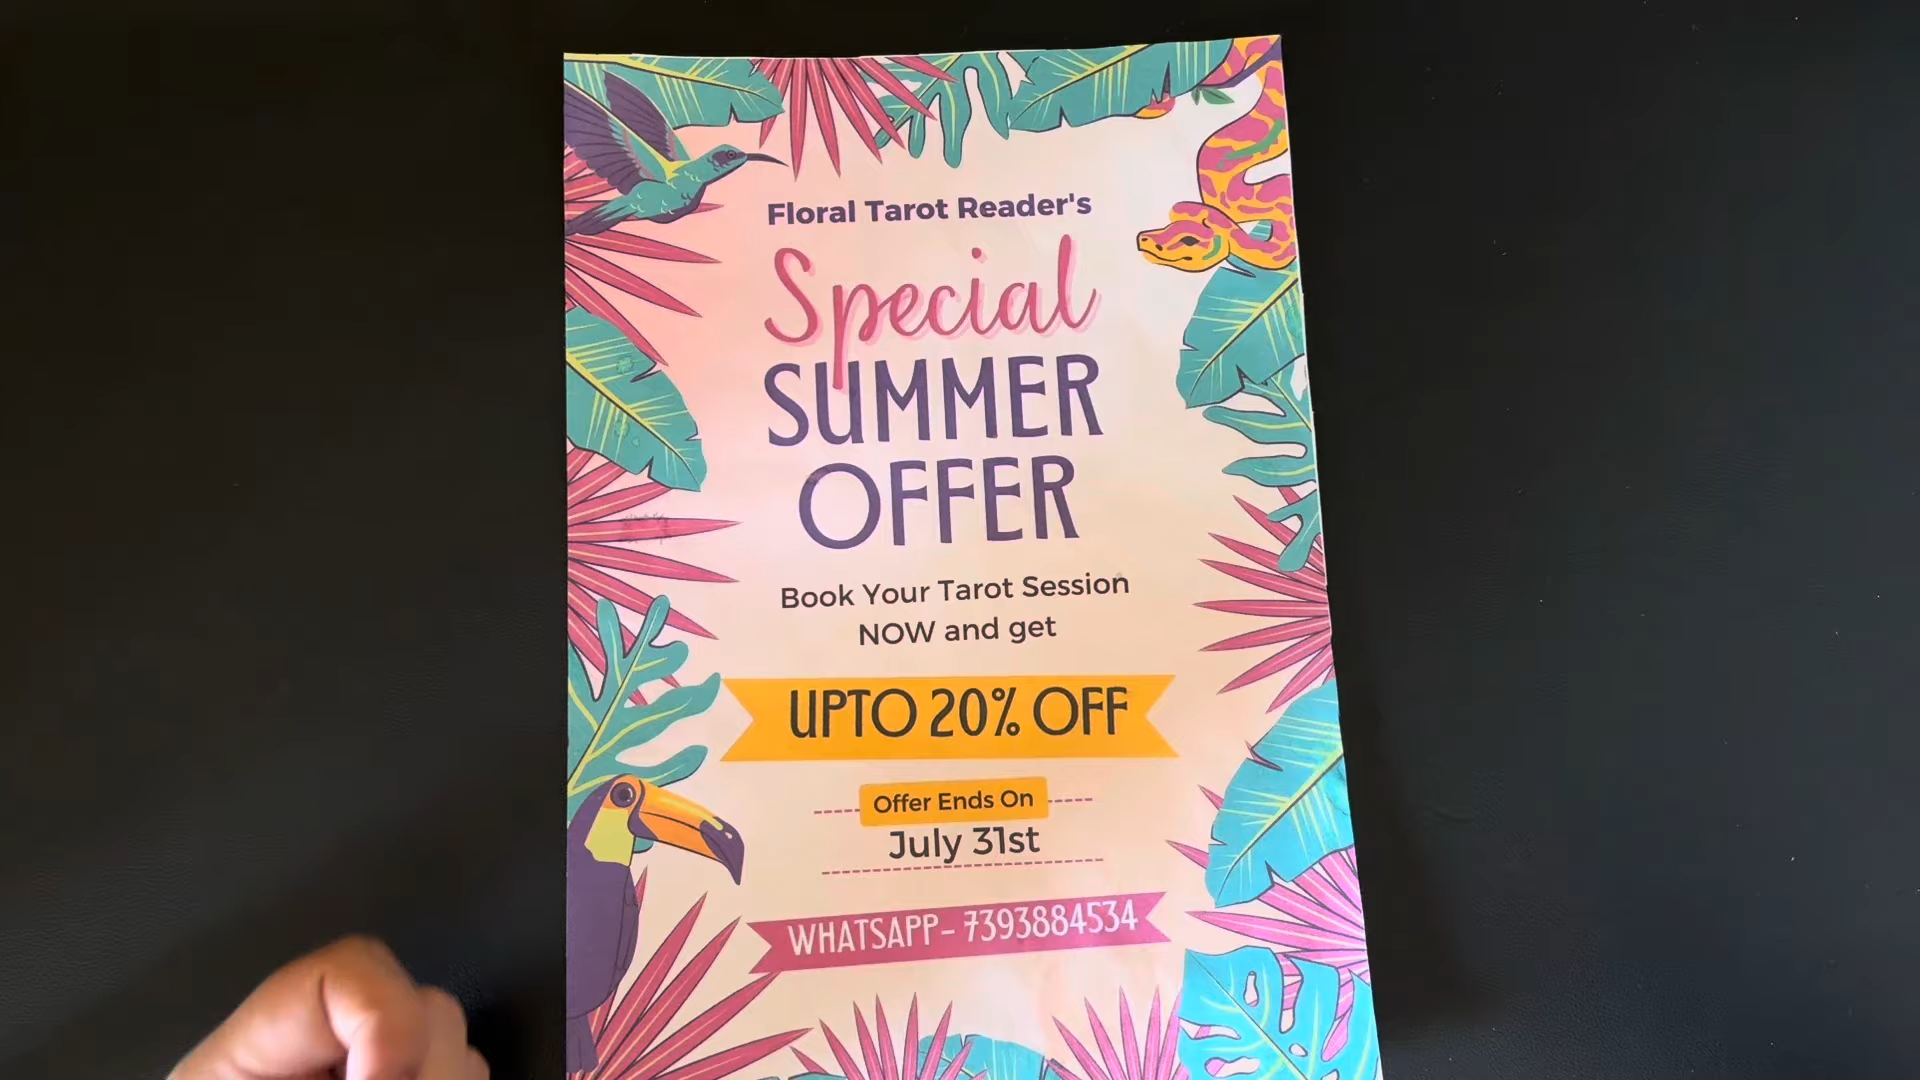 Floral Tarot Reader's
Special
SUMMER
OFFER
Book Your Tarot Session
NOW and get
UPTO 20% OFF
Offer Ends On
July 31st
WHATSAPP- 7393884534